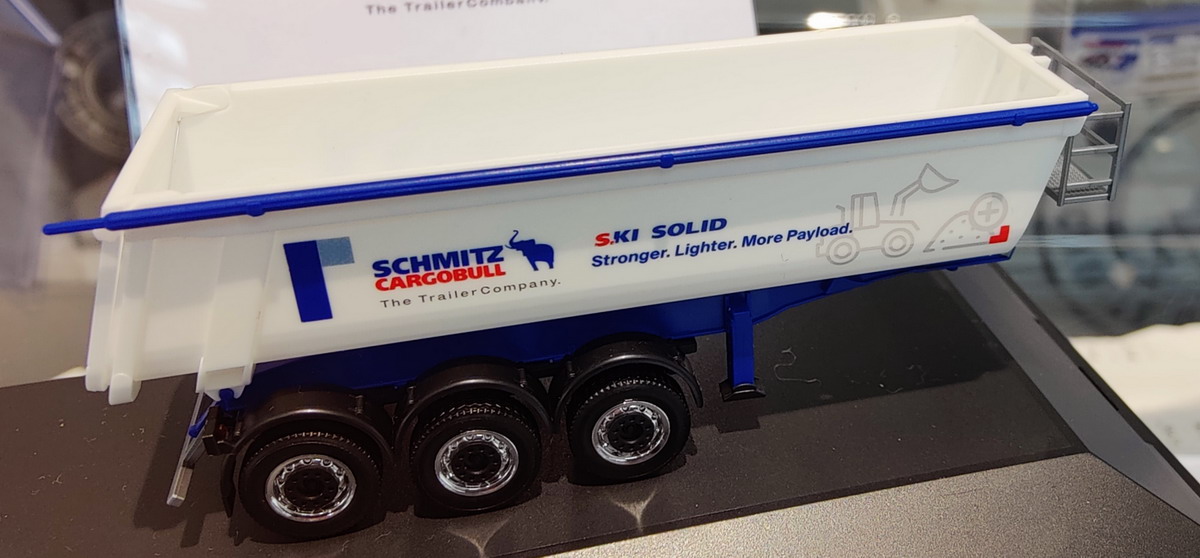 The TrailerCompany.
SCHMITZ
CARGOBULL
The TrailerCompany.
S.KI SOLID
Stronger. Lighter. More Payload.